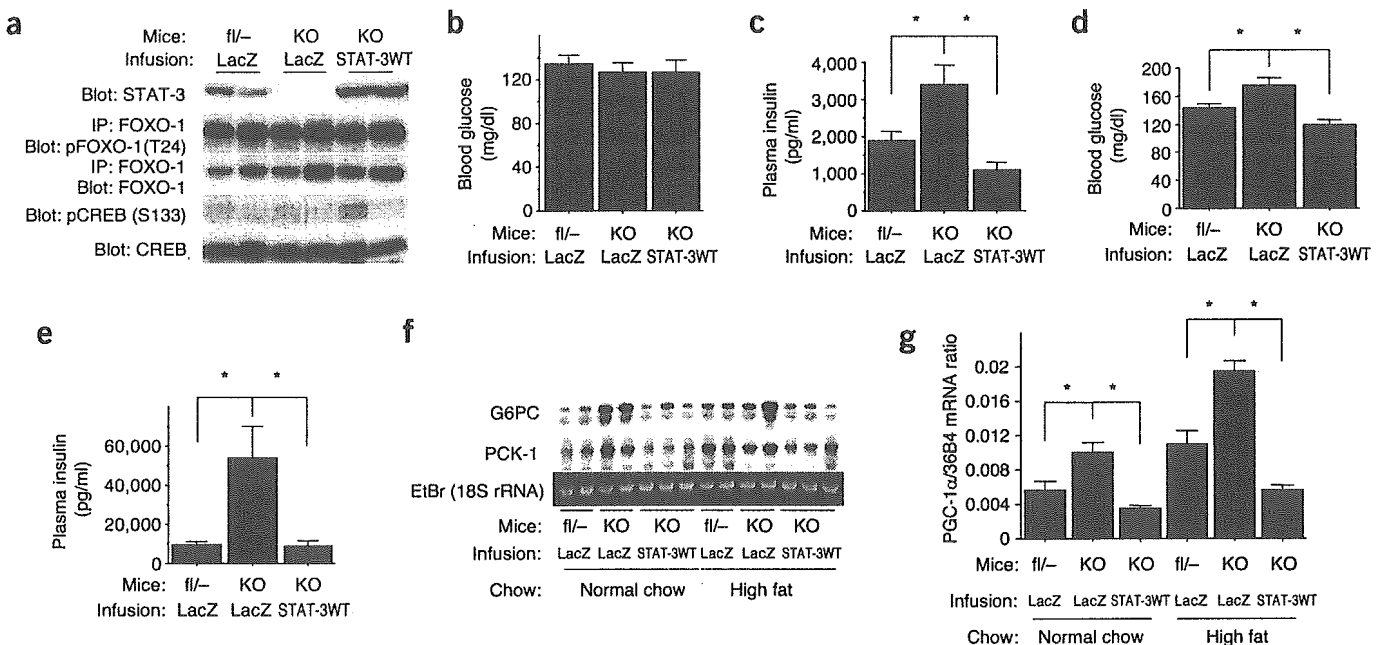 a
Mice: fl/– KO KO
Infusion: LacZ LacZ STAT-3WT
Blot: STAT-3
IP: FOXO-1
Blot: pFOXO-1(T24)
IP: FOXO-1
Blot: FOXO-1
Blot: pCREB (S133)
Blot: CREB
b
Blood glucose
(mg/dl)
120
80
40
0
Mice: fl/– KO KO
Infusion: LacZ LacZ STAT-3WT
c
* *
Plasma insulin
(pg/ml)
4,000
3,000
2,000
1,000
0
Mice: fl/– KO KO
Infusion: LacZ LacZ STAT-3WT
d
* *
Blood glucose
(mg/dl)
200
160
120
80
40
0
Mice: fl/– KO KO
Infusion: LacZ LacZ STAT-3WT
e
* *
Plasma insulin
(pg/ml)
60,000
40,000
20,000
0
Mice: fl/– KO KO
Infusion: LacZ LacZ STAT-3WT
f
G6PC
PCK-1
EtBr (18S rRNA)
Mice: fl/– KO KO fl/– KO KO
Infusion: LacZ LacZ STAT-3WT LacZ LacZ STAT-3WT
Chow: Normal chow High fat
g
* * * *
PGC-1α/36B4 mRNA ratio
0.02
0.016
0.012
0.008
0.004
0
Mice: fl/– KO KO fl/– KO KO
Infusion: LacZ LacZ STAT-3WT LacZ LacZ STAT-3WT
Chow: Normal chow High fat